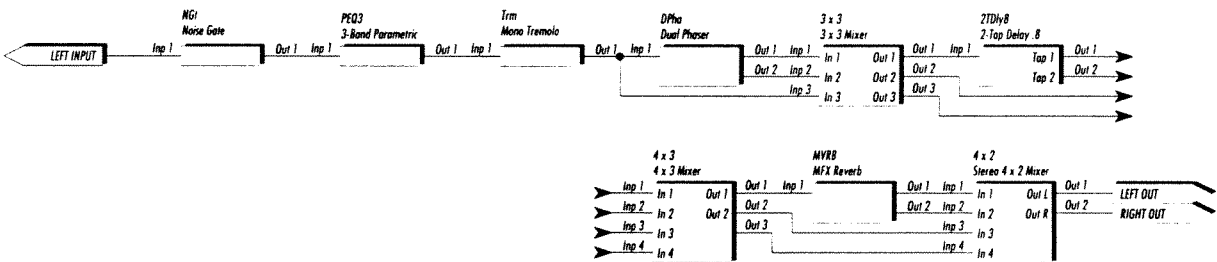 NGI Trm DPha 3 x 3 2TDly8
PEQ3
Noise Gate 3-Band Parametric Mono Tremolo Dual Phaser 3 x 3 Mixer 2-Tap Delay .8
LEFT INPUT Inp 1 Out 1 Inp 1 Out 1 Inp 1 Out 1 Inp 1 Out 1 Inp 1 In 1 Out 1 Out 1 Inp 1 Tap 1 Out 1
Out 2 Inp 2 In 2 Out 2 Out 2 Tap 2 Out 2
Inp 3 In 3 Out 3 Out 3
4 x 3 MVRB 4 x 2
4 x 3 Mixer MFX Reverb Stereo 4 x 2 Mixer
Inp 1 In 1 Out 1 Out 1 Inp 1 Out 1 Inp 1 In 1 Out L Out 1 LEFT OUT
Inp 2 In 2 Out 2 Out 2 Out 2 Inp 2 In 2 Out R Out 2 RIGHT OUT
Inp 3 In 3 Out 3 Inp 3 In 3
Inp 4 In 4 Inp 4 In 4